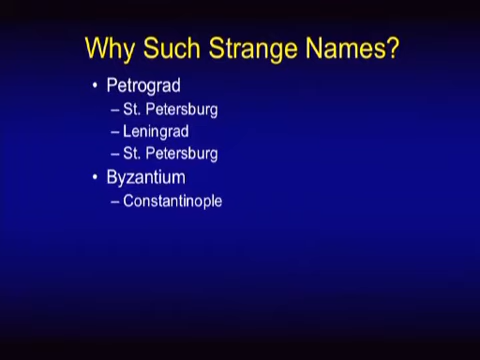 Why Such Strange Names?
• Petrograd
– St. Petersburg
– Leningrad
– St. Petersburg
• Byzantium
– Constantinople